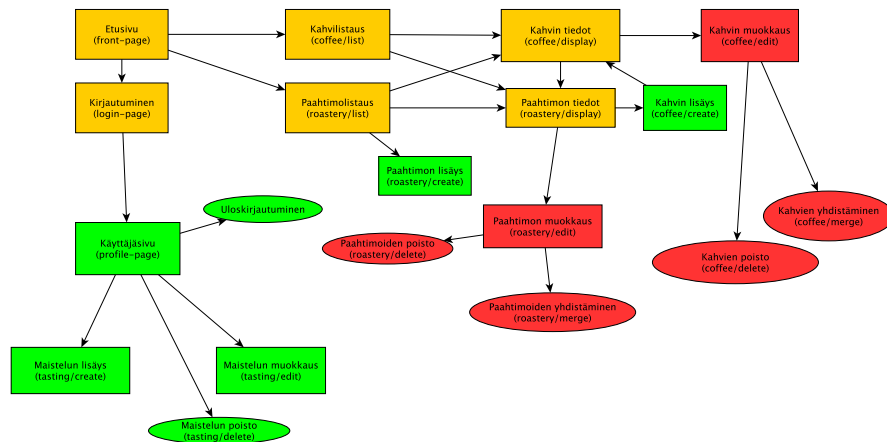 Etusivu
(front-page)
Kahvilistaus
(coffee/list)
Kahvin tiedot
(coffee/display)
Kahvin muokkaus
(coffee/edit)
Kirjautuminen
(login-page)
Paahtimolistaus
(roastery/list)
Paahtimon tiedot
(roastery/display)
Kahvin lisäys
(coffee/create)
Paahtimon lisäys
(roastery/create)
Uloskirjautuminen
Käyttäjäsivu
(profile-page)
Paahtimoiden poisto
(roastery/delete)
Paahtimon muokkaus
(roastery/edit)
Kahvien yhdistäminen
(coffee/merge)
Kahvien poisto
(coffee/delete)
Paahtimoiden yhdistäminen
(roastery/merge)
Maistelun lisäys
(tasting/create)
Maistelun muokkaus
(tasting/edit)
Maistelun poisto
(tasting/delete)